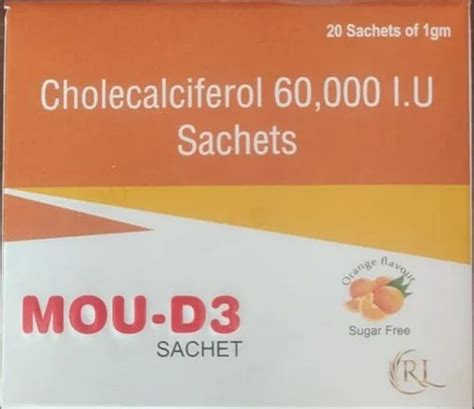 20 Sachets of 1gm
Cholecalciferol 60,000 I.U
Sachets
Orange flavour
MOU-D3
Sugar Free
SACHET
RL